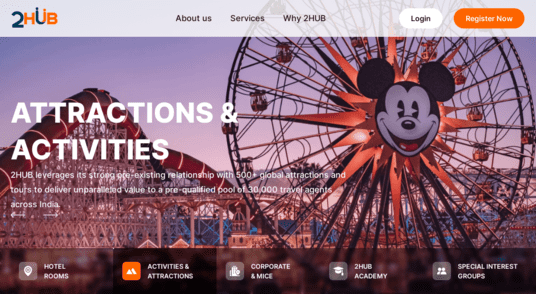 2HUB
About us
Services
Why 2HUB
Login
Register Now
ATTRACTIONS &
ACTIVITIES
2HUB leverages its strong pre-existing relationship with 500+ global attractions and
tours to deliver unparalleled value to a pre-qualified pool of 30,000 travel agents
across India.
HOTEL
ROOMS
ACTIVITIES &
ATTRACTIONS
CORPORATE
& MICE
2HUB
ACADEMY
SPECIAL INTEREST
GROUPS